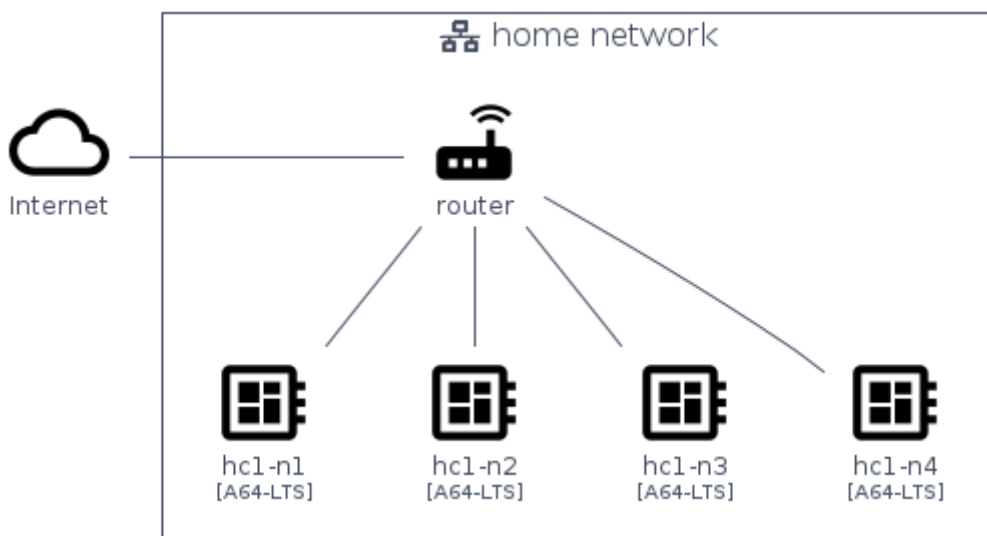 home network
Internet
router
hc1-n1
[A64-LTS]
hc1-n2
[A64-LTS]
hc1-n3
[A64-LTS]
hc1-n4
[A64-LTS]